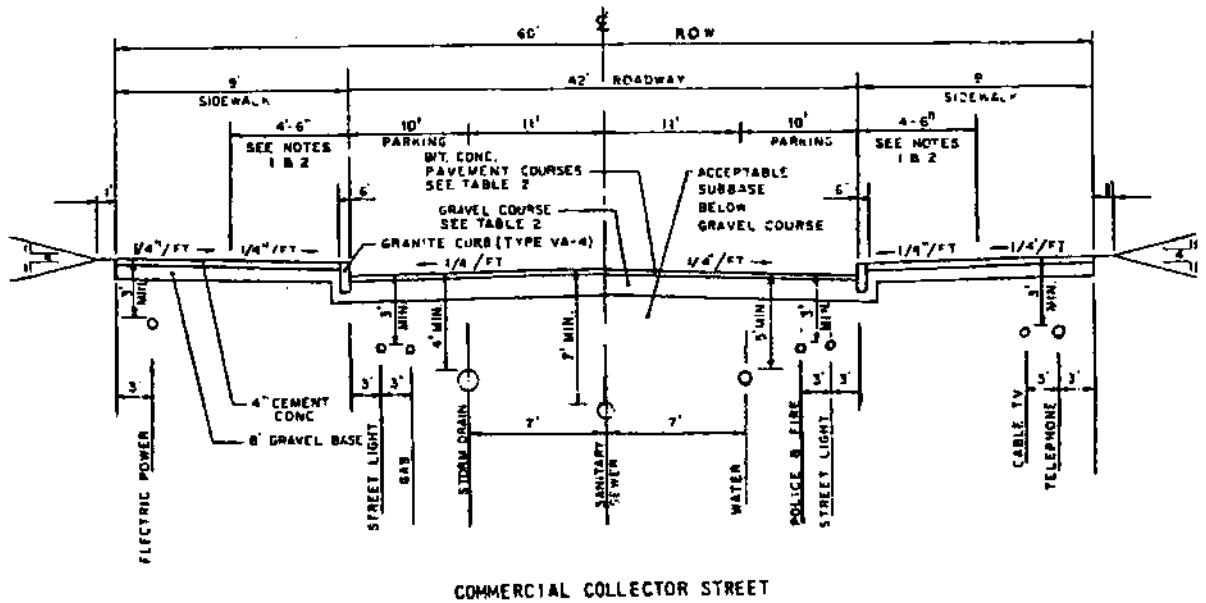 60' ROW
9' 42' ROADWAY 9
SIDEWALK SIDEWALK
4'-6" 10' 11' 11' 10' 4-6"
SEE NOTES PARKING PARKING SEE NOTES
1 & 2 1 & 2
BIT. CONC.
PAVEMENT COURSES
SEE TABLE 2
ACCEPTABLE
SUBBASE
BELOW
GRAVEL COURSE
1' 6" 6"
GRAVEL COURSE
SEE TABLE 2
GRANITE CURB (TYPE VA-4)
1/4"/FT 1/4"/FT 1/4"/FT 1/4"/FT 1/4"/FT 1/4"/FT
3' MIN.
3' MIN.
4' MIN.
7' MIN.
5' MIN.
3' MIN.
3' MIN.
3' 3' 3' 3' 3' 3' 3'
4" CEMENT
CONC
8" GRAVEL BASE
7' 7'
ELECTRIC POWER
STREET LIGHT
GAS
STORM DRAIN
SANITARY
SEWER
WATER
POLICE & FIRE
STREET LIGHT
CABLE TV
TELEPHONE
COMMERCIAL COLLECTOR STREET